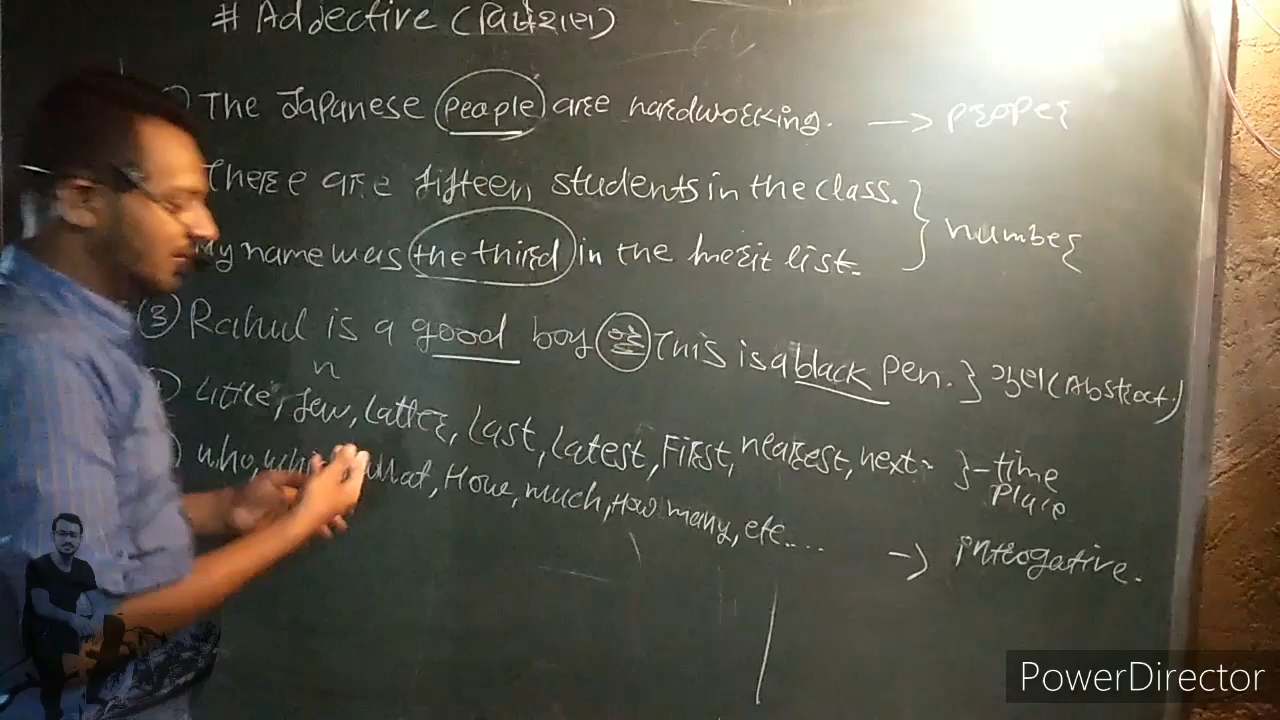 # Adjective (বিশেষণ)
The Japanese people are hardworking. → proper
There are fifteen students in the class.
number
My name was the third in the merit list.
(3) Rahul is a good boy This is a black pen. } (Abstract)
Little, few, latter, Last, Latest, First, nearest, next } - time
place
who, what, How, much, How many, etc.... → introgative.
PowerDirector